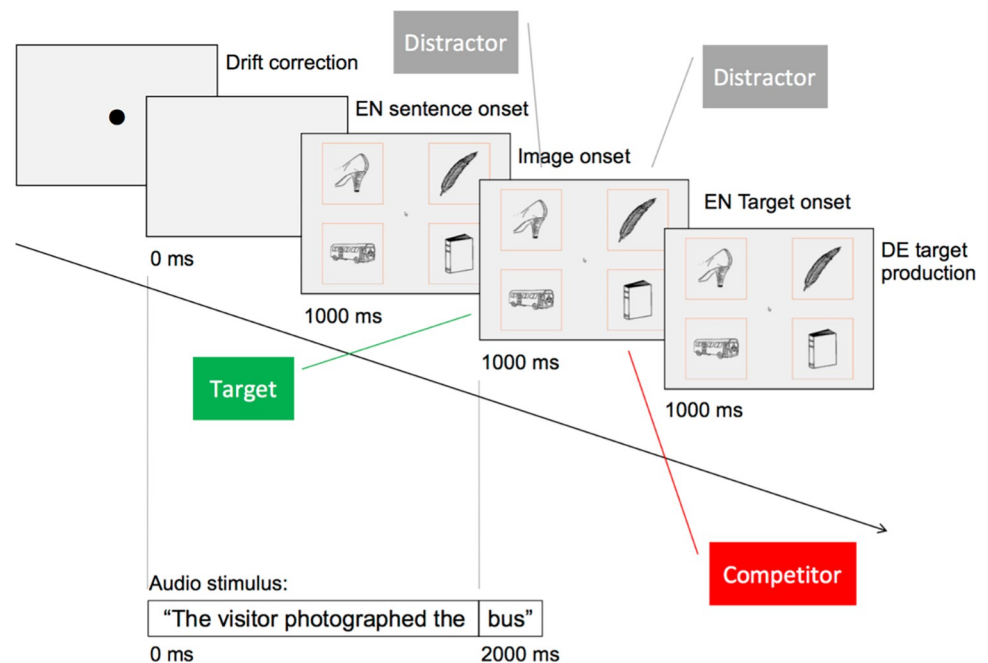 Distractor
Distractor
Drift correction
EN sentence onset
Image onset
EN Target onset
DE target
production
0 ms
1000 ms
1000 ms
1000 ms
Target
Competitor
Audio stimulus:
“The visitor photographed the bus”
0 ms 2000 ms